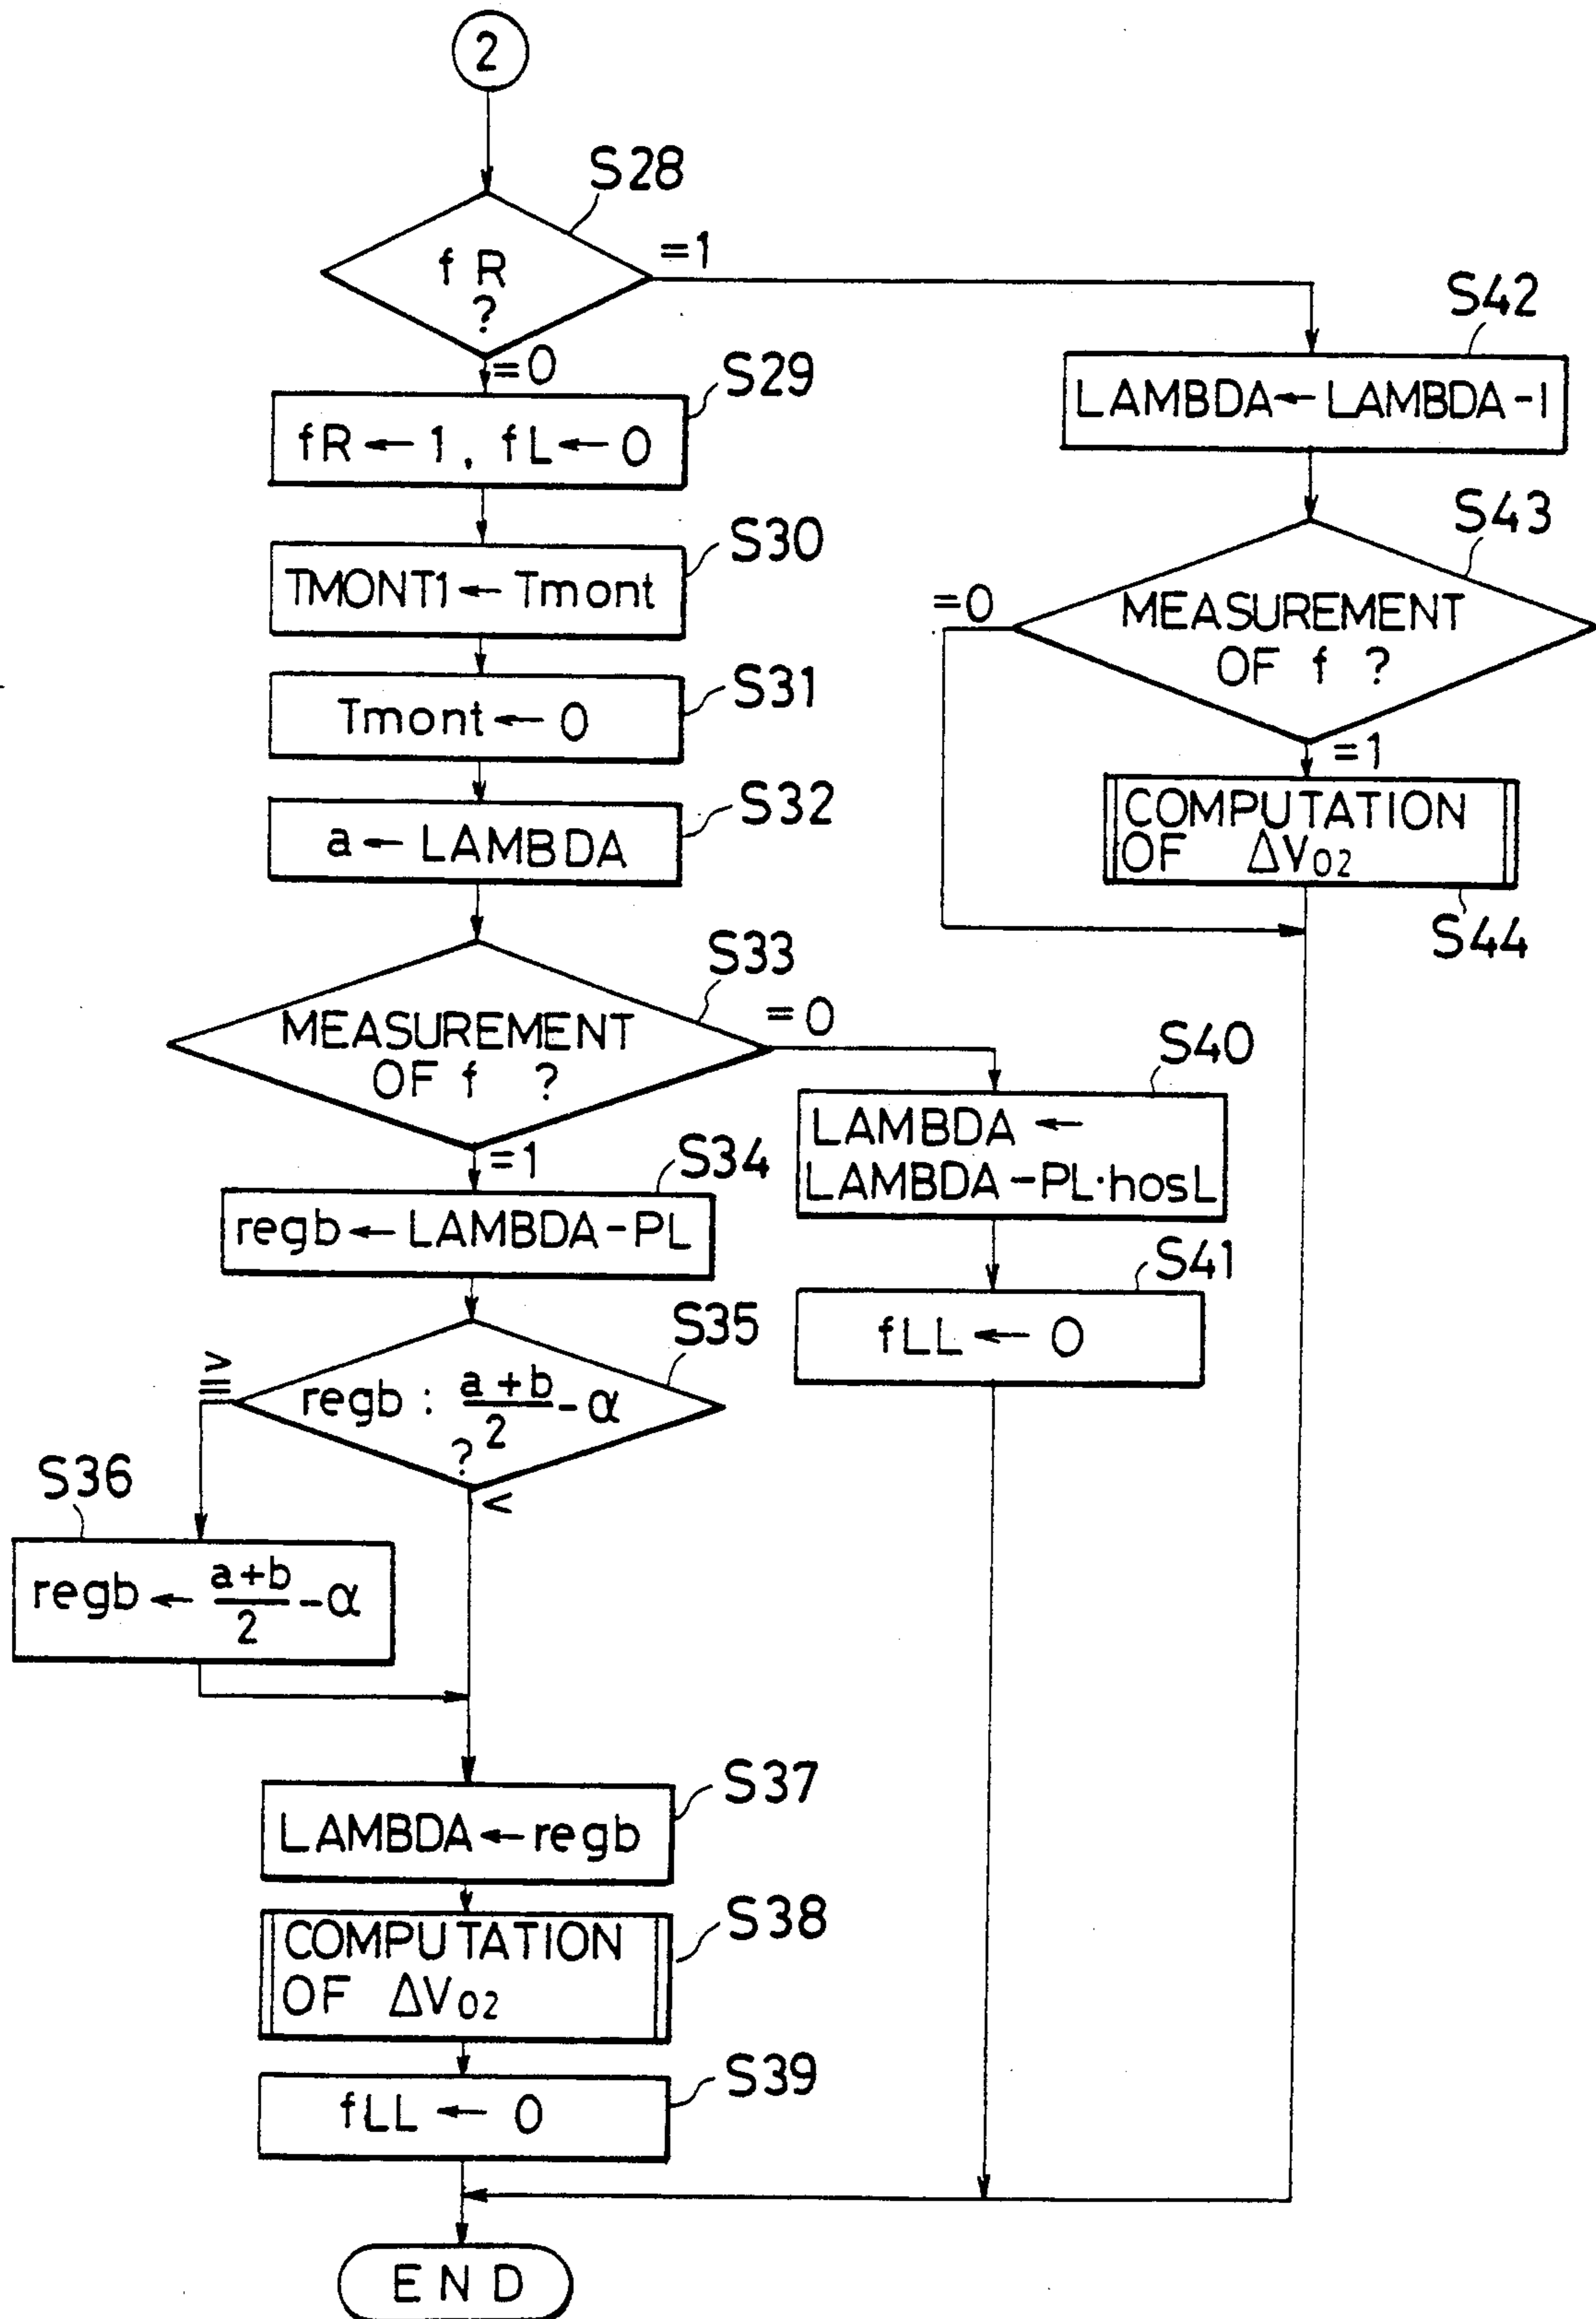 2
S28
f R
?
=1
=0
S29
fR ← 1, fL ← 0
S30
TMONT1 ← Tmont
S31
Tmont ← 0
S32
a ← LAMBDA
S33
MEASUREMENT
OF f ?
=0
=1
S34
regb ← LAMBDA-PL
S35
regb : (a+b)/2 - α
?
≧
<
S36
regb ← (a+b)/2 - α
S37
LAMBDA ← regb
S38
COMPUTATION
OF ΔVO2
S39
fLL ← 0
S40
LAMBDA ←
LAMBDA-PL·hosL
S41
fLL ← 0
S42
LAMBDA ← LAMBDA-I
S43
MEASUREMENT
OF f ?
=0
=1
COMPUTATION
OF ΔVO2
S44
END